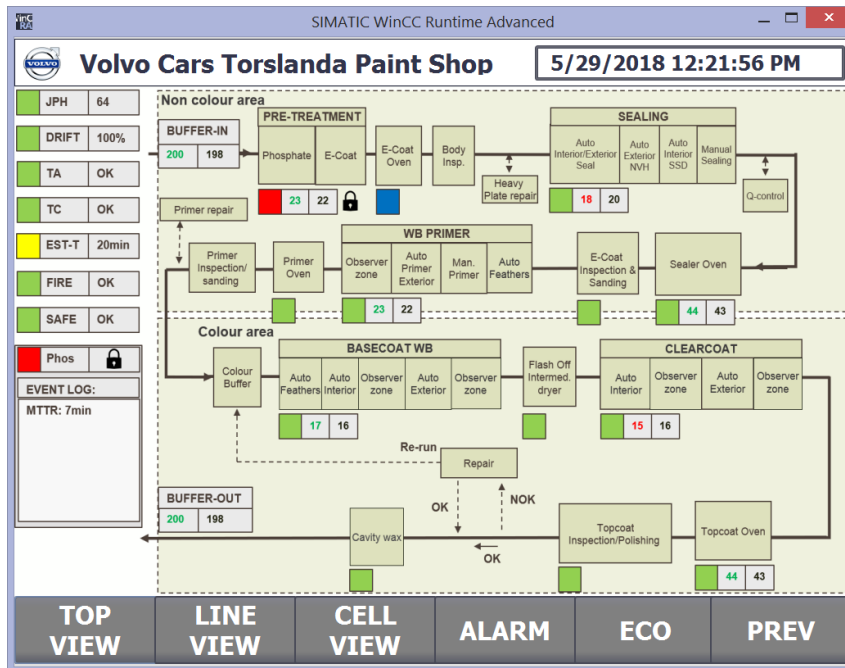 WinCC
RA
SIMATIC WinCC Runtime Advanced
VOLVO
Volvo Cars Torslanda Paint Shop
5/29/2018 12:21:56 PM
JPH 64
DRIFT 100%
TA OK
TC OK
EST-T 20min
FIRE OK
SAFE OK
Phos
EVENT LOG:
MTTR: 7min
Non colour area
BUFFER-IN
200 198
PRE-TREATMENT
Phosphate
E-Coat
23 22
E-Coat
Oven
Body
Insp.
Heavy
Plate repair
SEALING
Auto
Interior/Exterior
Seal
Auto
Exterior
NVH
Auto
Interior
SSD
Manual
Sealing
18 20
Q-control
Primer repair
Primer
Inspection/
sanding
Primer
Oven
WB PRIMER
Observer
zone
Auto
Primer
Exterior
Man.
Primer
Auto
Feathers
23 22
E-Coat
Inspection &
Sanding
Sealer Oven
44 43
Colour area
Colour
Buffer
BASECOAT WB
Auto
Feathers
Auto
Interior
Observer
zone
Auto
Exterior
Observer
zone
17 16
Flash Off
Intermed.
dryer
CLEARCOAT
Auto
Interior
Observer
zone
Auto
Exterior
Observer
zone
15 16
Re-run
Repair
OK
NOK
OK
BUFFER-OUT
200 198
Cavity wax
Topcoat
Inspection/Polishing
Topcoat Oven
44 43
TOP
VIEW
LINE
VIEW
CELL
VIEW
ALARM
ECO
PREV